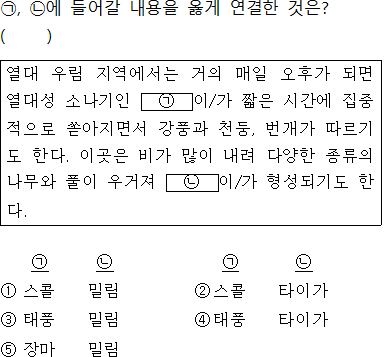 ㉠, ㉡에 들어갈 내용을 옳게 연결한 것은?
(　　)
열대 우림 지역에서는 거의 매일 오후가 되면
열대성 소나기인 ㉠이/가 짧은 시간에 집중
적으로 쏟아지면서 강풍과 천둥, 번개가 따르기
도 한다. 이곳은 비가 많이 내려 다양한 종류의
나무와 풀이 우거져 ㉡이/가 형성되기도 한
다.
㉠ ㉡ ㉠ ㉡
① 스콜 밀림 ② 스콜 타이가
③ 태풍 밀림 ④ 태풍 타이가
⑤ 장마 밀림